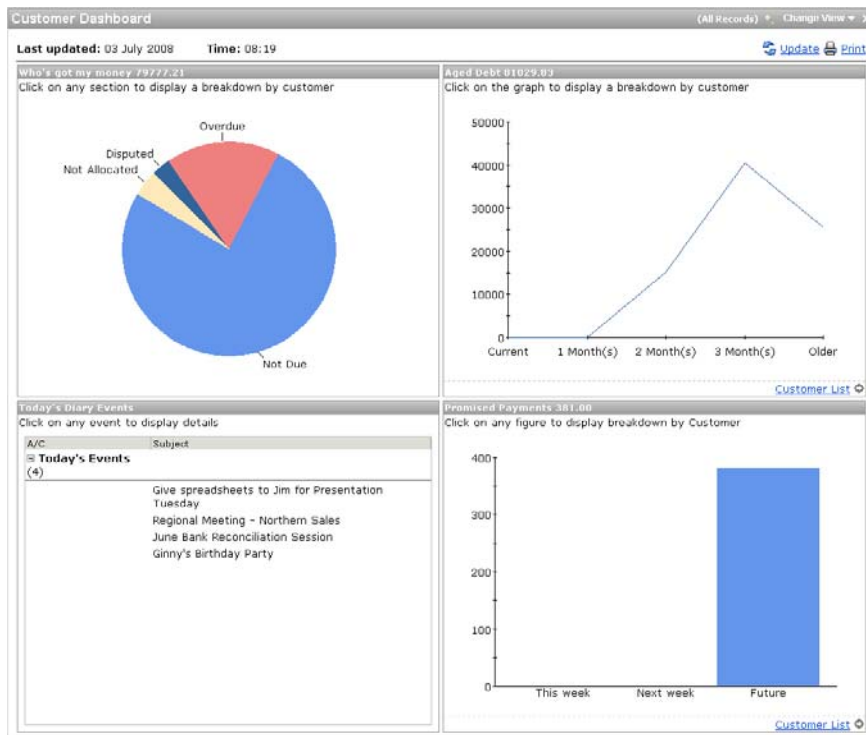 Customer Dashboard
(All Records) Change View
Last updated: 03 July 2008 Time: 08:19
Update Print
Who's got my money 79777.21
Click on any section to display a breakdown by customer
Overdue
Disputed
Not Allocated
Not Due
Aged Debt 81029.03
Click on the graph to display a breakdown by customer
50000
40000
30000
20000
10000
0
Current 1 Month(s) 2 Month(s) 3 Month(s) Older
Customer List
Today's Diary Events
Click on any event to display details
A/C Subject
Today's Events
(4)
Give spreadsheets to Jim for Presentation
Tuesday
Regional Meeting - Northern Sales
June Bank Reconciliation Session
Ginny's Birthday Party
Promised Payments 381.00
Click on any figure to display breakdown by Customer
400
300
200
100
0
This week Next week Future
Customer List